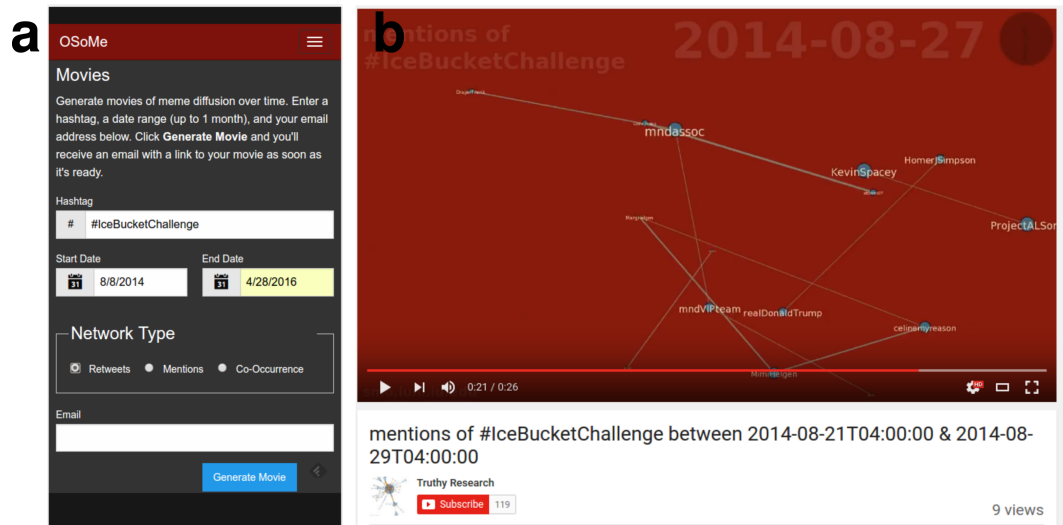 a
OSoMe
Movies
Generate movies of meme diffusion over time. Enter a
hashtag, a date range (up to 1 month), and your email
address below. Click Generate Movie and you'll
receive an email with a link to your movie as soon as
it's ready.
Hashtag
# #IceBucketChallenge
Start Date End Date
31 8/8/2014 31 4/28/2016
Network Type
Retweets Mentions Co-Occurrence
Email
Generate Movie
b
mentions of
#IceBucketChallenge
2014-08-27
mndassoc
HomerJSimpson
KevinSpacey
ProjectALSor
mndVIPteam
realDonaldTrump
celinemyreason
HD
0:21 / 0:26
mentions of #IceBucketChallenge between 2014-08-21T04:00:00 & 2014-08-
29T04:00:00
Truthy Research
Subscribe 119
9 views